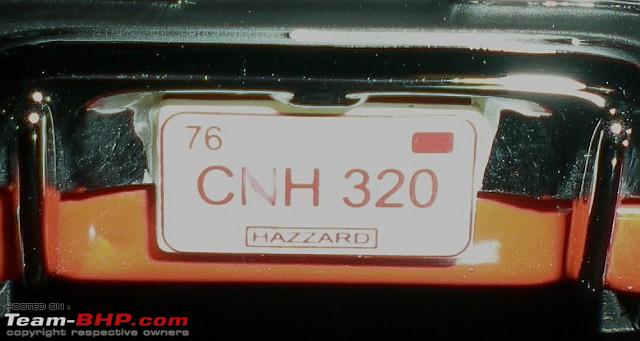 76
CNH 320
HAZZARD
HOSTED ON :
Team-BHP.com
copyright respective owners